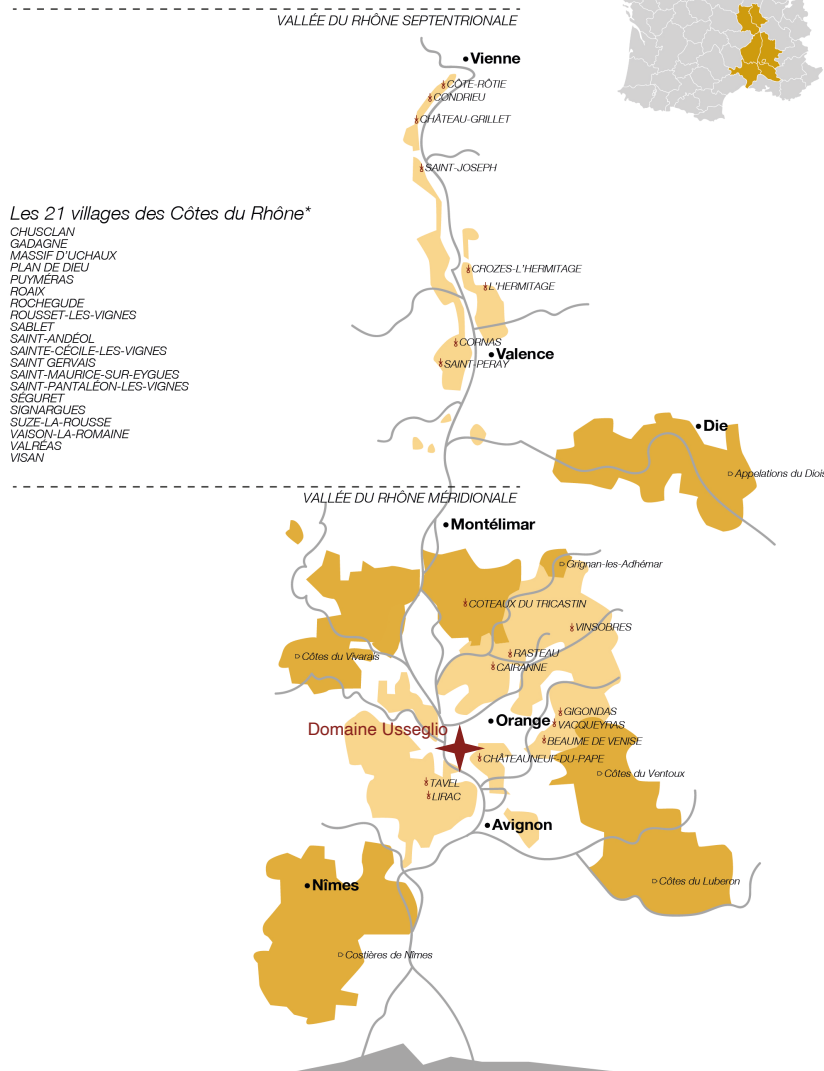 VALLÉE DU RHÔNE SEPTENTRIONALE
Vienne
CÔTE-RÔTIE
CONDRIEU
CHÂTEAU-GRILLET
SAINT-JOSEPH
Les 21 villages des Côtes du Rhône*
CHUSCLAN
GADAGNE
MASSIF D'UCHAUX
PLAN DE DIEU
PUYMÉRAS
ROAIX
ROCHEGUDE
ROUSSET-LES-VIGNES
SABLET
SAINT-ANDÉOL
SAINTE-CÉCILE-LES-VIGNES
SAINT GERVAIS
SAINT-MAURICE-SUR-EYGUES
SAINT-PANTALÉON-LES-VIGNES
SÉGURET
SIGNARGUES
SUZE-LA-ROUSSE
VAISON-LA-ROMAINE
VALRÉAS
VISAN
CROZES-L'HERMITAGE
L'HERMITAGE
CORNAS
Valence
SAINT-PERAY
Die
Appelations du Diois
VALLÉE DU RHÔNE MÉRIDIONALE
Montélimar
Grignan-les-Adhémar
COTEAUX DU TRICASTIN
VINSOBRES
RASTEAU
Côtes du Vivarais
CAIRANNE
GIGONDAS
Orange
VACQUEYRAS
Domaine Usseglio
BEAUME DE VENISE
CHÂTEAUNEUF-DU-PAPE
Côtes du Ventoux
TAVEL
LIRAC
Avignon
Côtes du Luberon
Nîmes
Costières de Nîmes